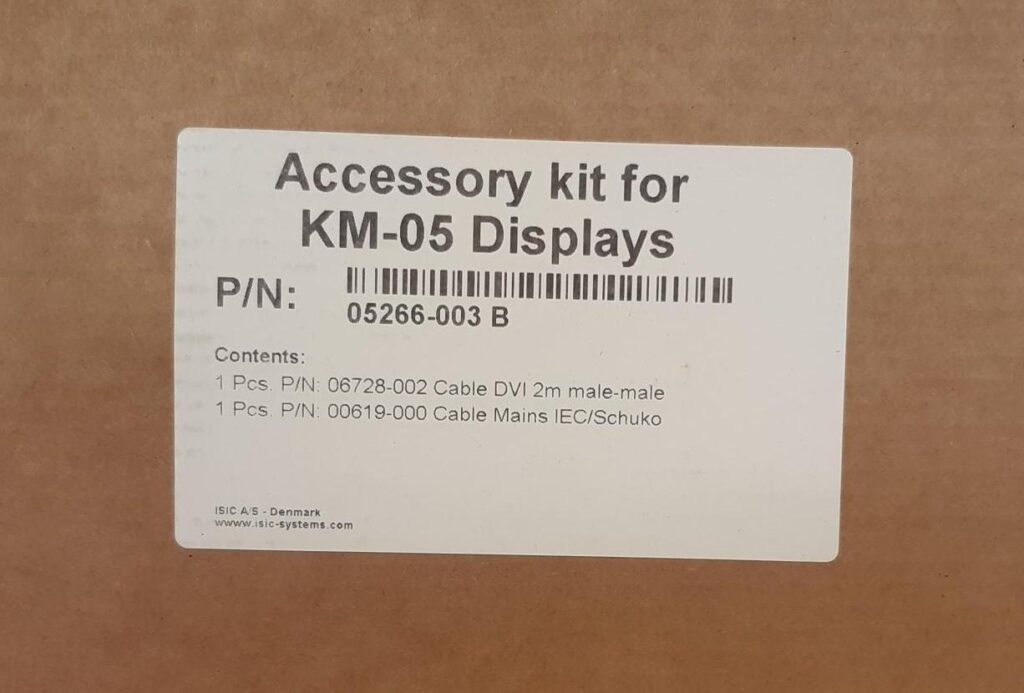 Accessory kit for
KM-05 Displays
P/N:
05266-003 B
Contents:
1 Pcs. P/N: 06728-002 Cable DVI 2m male-male
1 Pcs. P/N: 00619-000 Cable Mains IEC/Schuko
ISIC A/S - Denmark
wwww.isic-systems.com